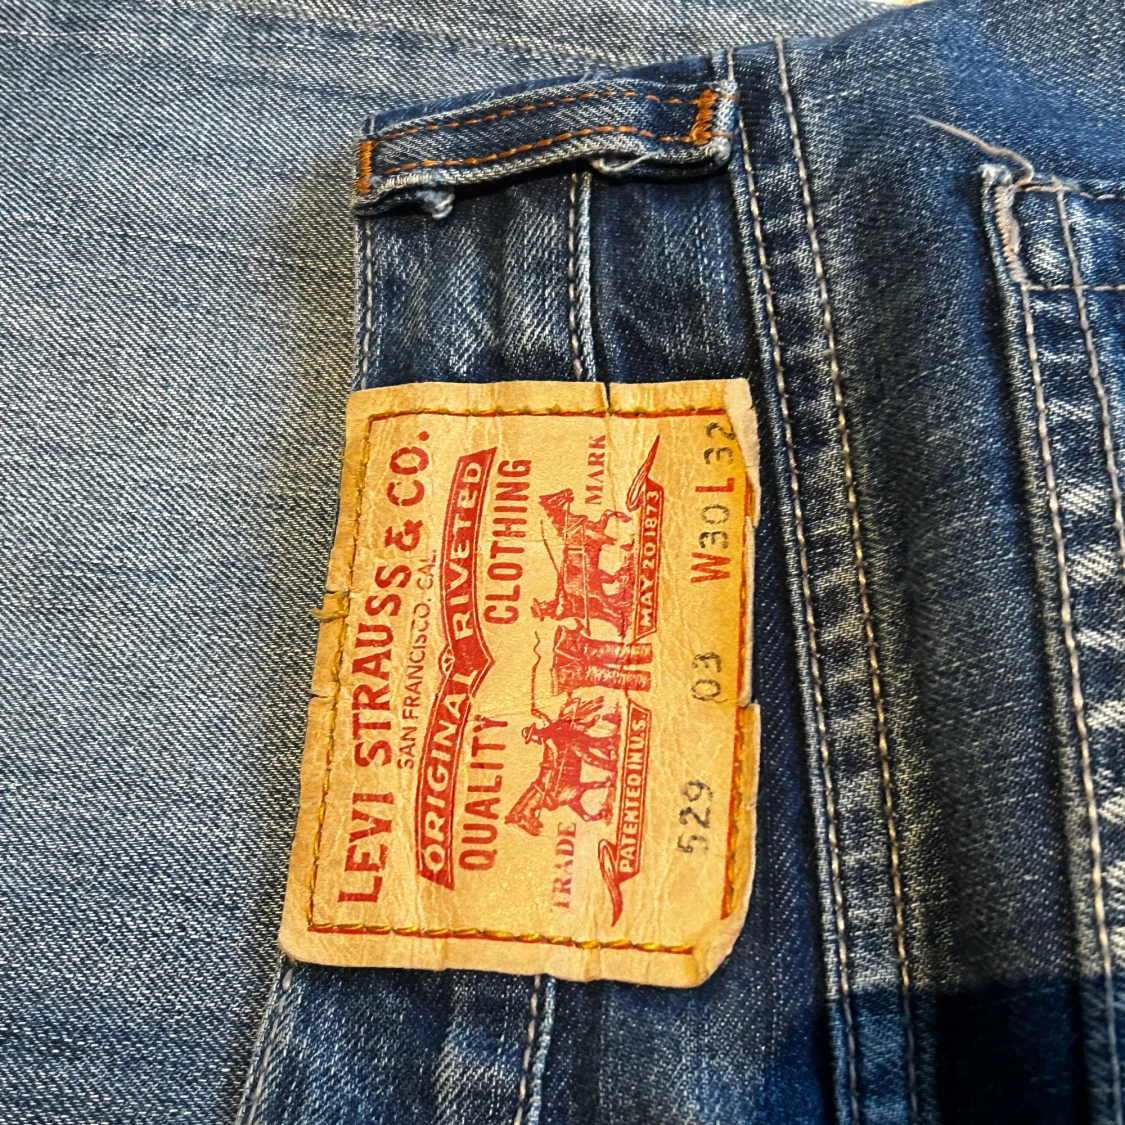 LEVI STRAUSS & CO.
SAN FRANCISCO, CAL.
ORIGINAL RIVETED
QUALITY CLOTHING
TRADE MARK
PATENTED IN U.S. MAY 20 1873
529 03 W30 L32